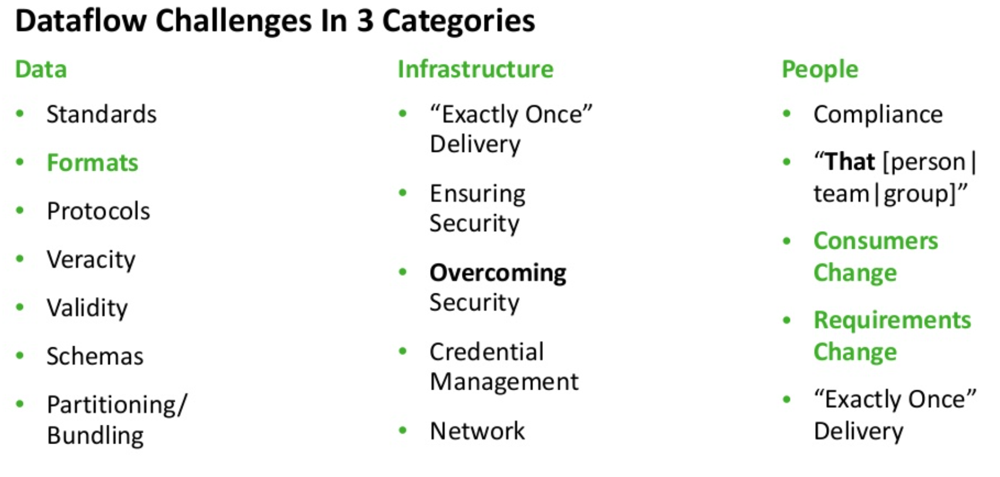 Dataflow Challenges In 3 Categories
Data
• Standards
• Formats
• Protocols
• Veracity
• Validity
• Schemas
• Partitioning/
Bundling
Infrastructure
• “Exactly Once”
Delivery
• Ensuring
Security
• Overcoming
Security
• Credential
Management
• Network
People
• Compliance
• “That [person|
team|group]”
• Consumers
Change
• Requirements
Change
• “Exactly Once”
Delivery